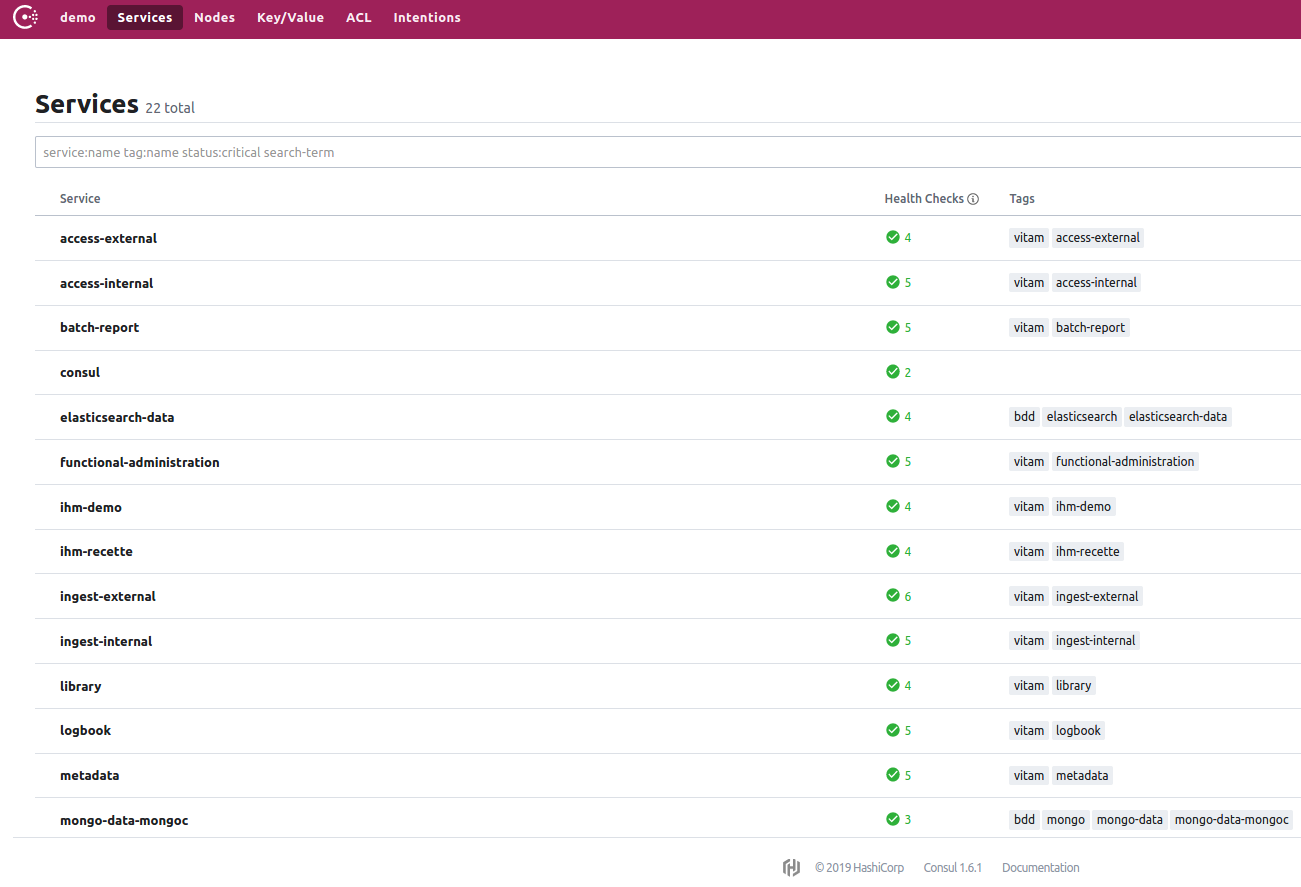 demo Services Nodes Key/Value ACL Intentions
Services 22 total
service:name tag:name status:critical search-term
Service Health Checks Tags
access-external 4 vitam access-external
access-internal 5 vitam access-internal
batch-report 5 vitam batch-report
consul 2
elasticsearch-data 4 bdd elasticsearch elasticsearch-data
functional-administration 5 vitam functional-administration
ihm-demo 4 vitam ihm-demo
ihm-recette 4 vitam ihm-recette
ingest-external 6 vitam ingest-external
ingest-internal 5 vitam ingest-internal
library 4 vitam library
logbook 5 vitam logbook
metadata 5 vitam metadata
mongo-data-mongoc 3 bdd mongo mongo-data mongo-data-mongoc
© 2019 HashiCorp Consul 1.6.1 Documentation